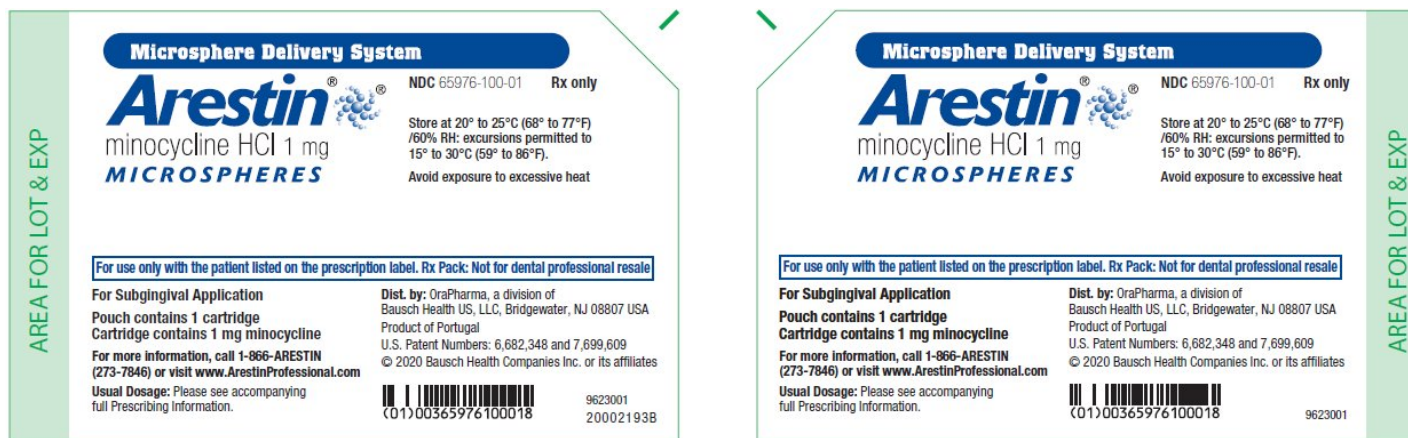 AREA FOR LOT & EXP
Microsphere Delivery System
Arestin®®
minocycline HCl 1 mg
MICROSPHERES
NDC 65976-100-01 Rx only
Store at 20° to 25°C (68° to 77°F)
/60% RH: excursions permitted to
15° to 30°C (59° to 86°F).
Avoid exposure to excessive heat
For use only with the patient listed on the prescription label. Rx Pack: Not for dental professional resale
For Subgingival Application
Pouch contains 1 cartridge
Cartridge contains 1 mg minocycline
For more information, call 1-866-ARESTIN
(273-7846) or visit www.ArestinProfessional.com
Usual Dosage: Please see accompanying
full Prescribing Information.
Dist. by: OraPharma, a division of
Bausch Health US, LLC, Bridgewater, NJ 08807 USA
Product of Portugal
U.S. Patent Numbers: 6,682,348 and 7,699,609
© 2020 Bausch Health Companies Inc. or its affiliates
(01)00365976100018
9623001
20002193B
Microsphere Delivery System
Arestin®®
minocycline HCl 1 mg
MICROSPHERES
NDC 65976-100-01 Rx only
Store at 20° to 25°C (68° to 77°F)
/60% RH: excursions permitted to
15° to 30°C (59° to 86°F).
Avoid exposure to excessive heat
For use only with the patient listed on the prescription label. Rx Pack: Not for dental professional resale
For Subgingival Application
Pouch contains 1 cartridge
Cartridge contains 1 mg minocycline
For more information, call 1-866-ARESTIN
(273-7846) or visit www.ArestinProfessional.com
Usual Dosage: Please see accompanying
full Prescribing Information.
Dist. by: OraPharma, a division of
Bausch Health US, LLC, Bridgewater, NJ 08807 USA
Product of Portugal
U.S. Patent Numbers: 6,682,348 and 7,699,609
© 2020 Bausch Health Companies Inc. or its affiliates
(01)00365976100018
9623001
AREA FOR LOT & EXP